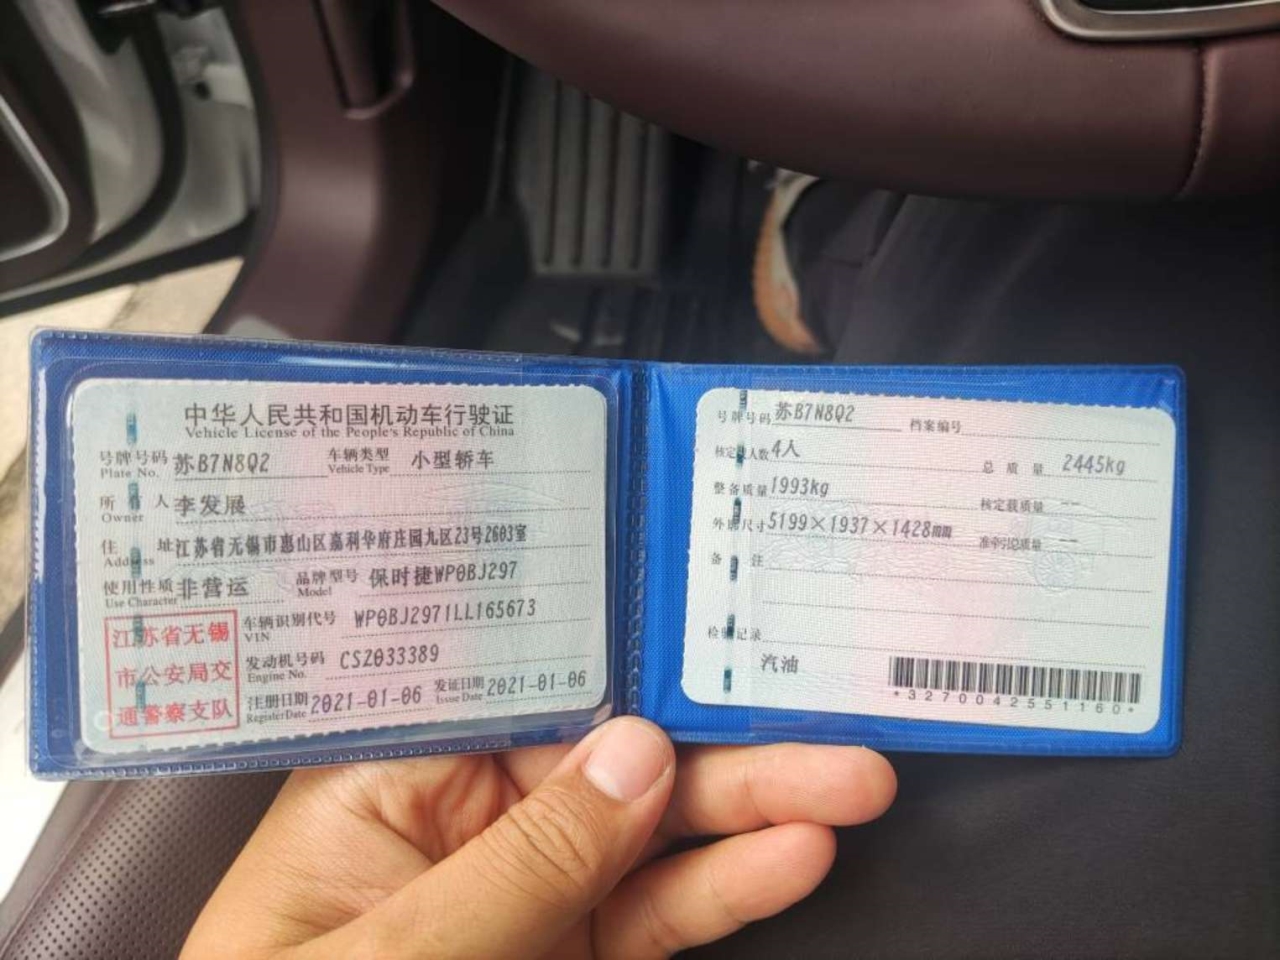 中华人民共和国机动车行驶证
Vehicle License of the People's Republic of China
号牌号码 苏B7N8Q2 车辆类型 小型轿车
Plate No. Vehicle Type
所有人 李发展
Owner
住址 江苏省无锡市惠山区嘉利华府庄园九区23号2603室
Address
使用性质 非营运 品牌型号 保时捷WP0BJ297
Use Character Model
江苏省无锡
市公安局交
通警察支队
车辆识别代号 WP0BJ2971LL165673
VIN
发动机号码 CSZ033389
Engine No.
注册日期 2021-01-06 发证日期 2021-01-06
Register Date Issue Date
号牌号码 苏B7N8Q2 档案编号
核定载人数 4人 总质量 2445kg
整备质量 1993kg 核定载质量 --
外廓尺寸 5199×1937×1428mm 准牵引总质量 --
备注
检验记录
汽油
*3270042551160*